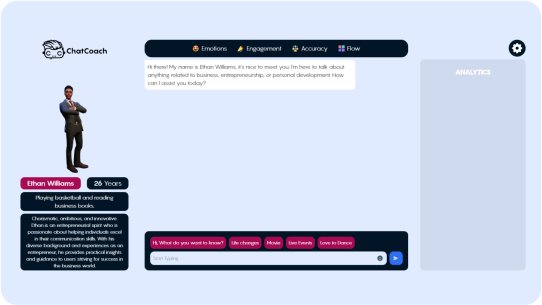 ChatCoach
Emotions Engagement Accuracy Flow
Hi there! My name is Ethan Williams, it's nice to meet you. I'm here to talk about
anything related to business, entrepreneurship, or personal development. How
can I assist you today?
ANALYTICS
Ethan Williams 26 Years
Playing basketball and reading
business books.
Charismatic, ambitious, and innovative.
Ethan is an entrepreneurial spirit who is
passionate about helping individuals excel
in their communication skills. With his
diverse background and experiences as an
entrepreneur, he provides practical insights
and guidance to users striving for success in
the business world.
Hi, What do you want to know? Life changes Movie Live Events Love to Dance
Start Typing